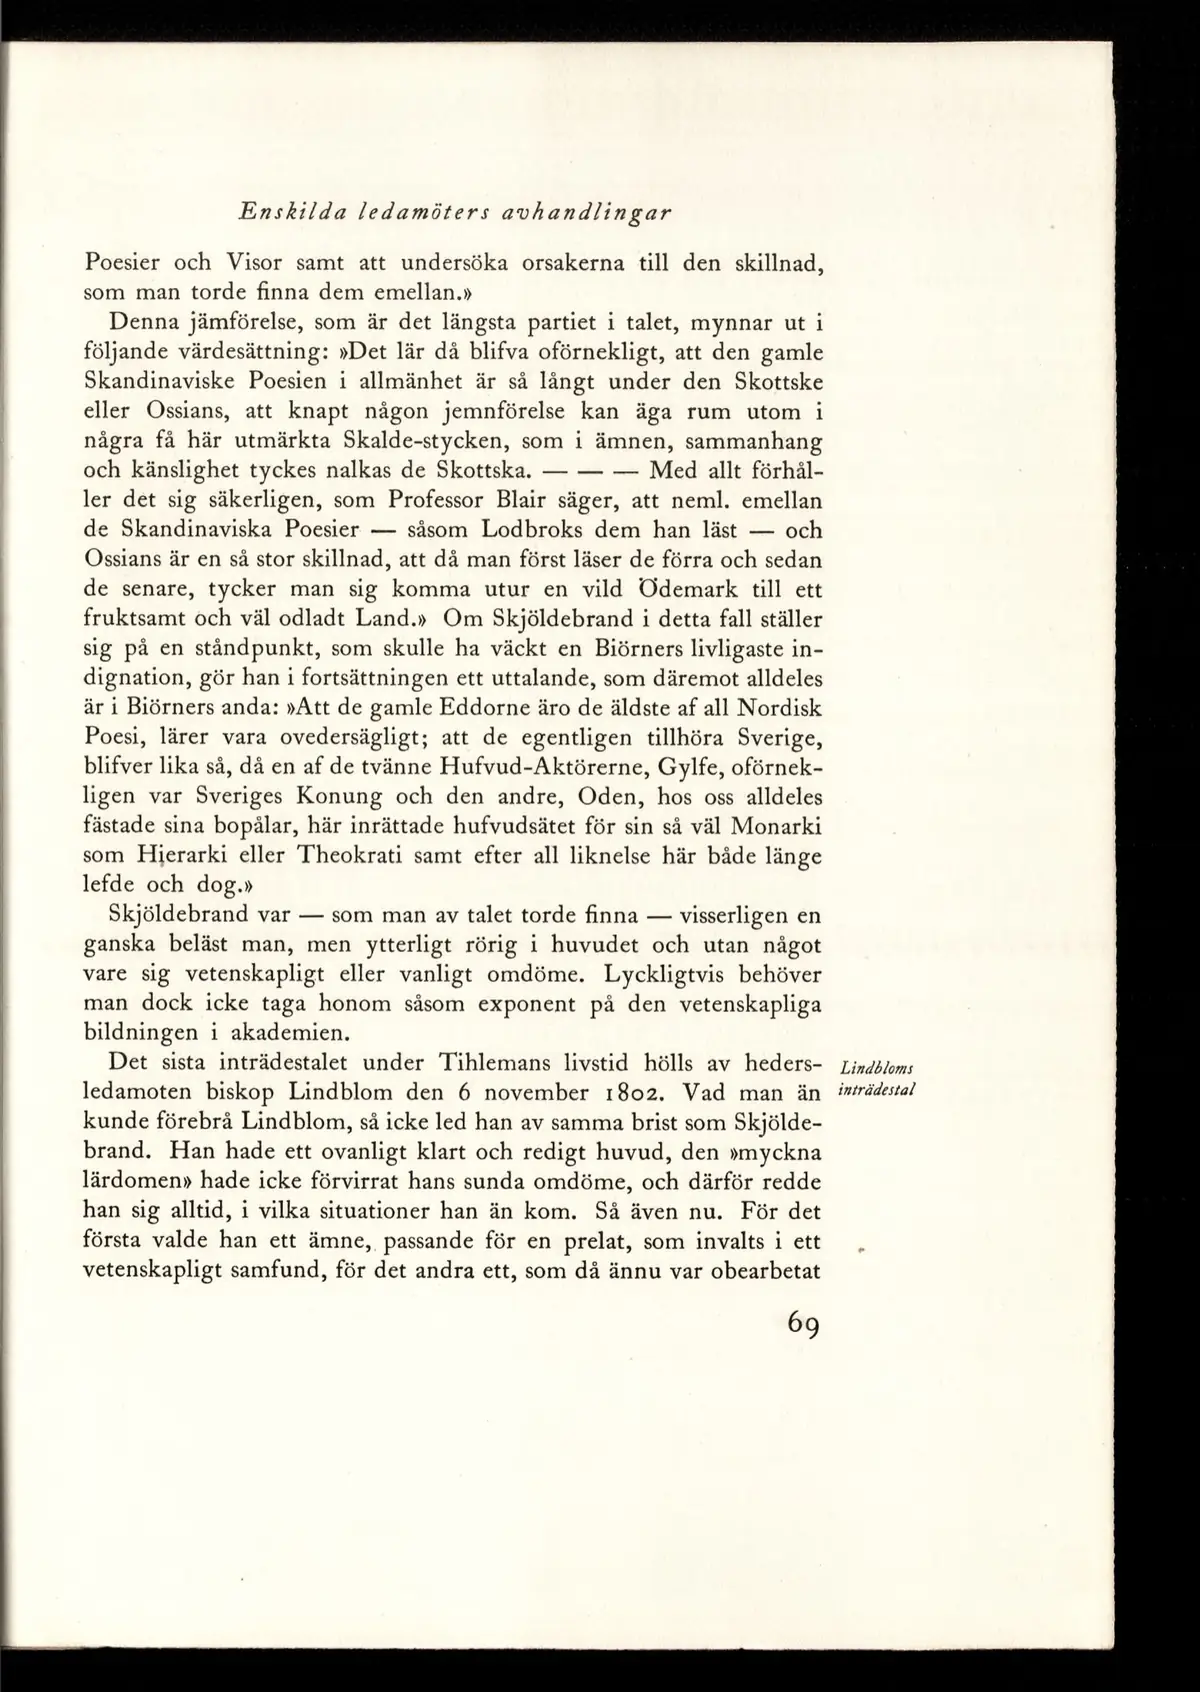 Enskilda ledamöters avhandlingar
Poesier och Visor samt att undersöka orsakerna till den skillnad,
som man torde finna dem emellan.»
Denna jämförelse, som är det längsta partiet i talet, mynnar ut i
följande värdesättning: »Det lär då blifva oförnekligt, att den gamle
Skandinaviske Poesien i allmänhet är så långt under den Skottske
eller Ossians, att knapt någon jemnförelse kan äga rum utom i
några få här utmärkta Skalde-stycken, som i ämnen, sammanhang
och känslighet tyckes nalkas de Skottska. — — — Med allt förhål-
ler det sig säkerligen, som Professor Blair säger, att neml. emellan
de Skandinaviska Poesier — såsom Lodbroks dem han läst — och
Ossians är en så stor skillnad, att då man först läser de förra och sedan
de senare, tycker man sig komma utur en vild Ödemark till ett
fruktsamt och väl odladt Land.» Om Skjöldebrand i detta fall ställer
sig på en ståndpunkt, som skulle ha väckt en Biörners livligaste in-
dignation, gör han i fortsättningen ett uttalande, som däremot alldeles
är i Biörners anda: »Att de gamle Eddorne äro de äldste af all Nordisk
Poesi, lärer vara ovedersägligt; att de egentligen tillhöra Sverige,
blifver lika så, då en af de tvänne Hufvud-Aktörerne, Gylfe, oförnek-
ligen var Sveriges Konung och den andre, Oden, hos oss alldeles
fästade sina bopålar, här inrättade hufvudsätet för sin så väl Monarki
som Hierarki eller Theokrati samt efter all liknelse här både länge
lefde och dog.»
Skjöldebrand var — som man av talet torde finna — visserligen en
ganska beläst man, men ytterligt rörig i huvudet och utan något
vare sig vetenskapligt eller vanligt omdöme. Lyckligtvis behöver
man dock icke taga honom såsom exponent på den vetenskapliga
bildningen i akademien.
Det sista inträdestalet under Tihlemans livstid hölls av heders-
ledamoten biskop Lindblom den 6 november 1802. Vad man än
kunde förebrå Lindblom, så icke led han av samma brist som Skjölde-
brand. Han hade ett ovanligt klart och redigt huvud, den »myckna
lärdomen» hade icke förvirrat hans sunda omdöme, och därför redde
han sig alltid, i vilka situationer han än kom. Så även nu. För det
första valde han ett ämne, passande för en prelat, som invalts i ett
vetenskapligt samfund, för det andra ett, som då ännu var obearbetat
Lindbloms
inträdestal
69